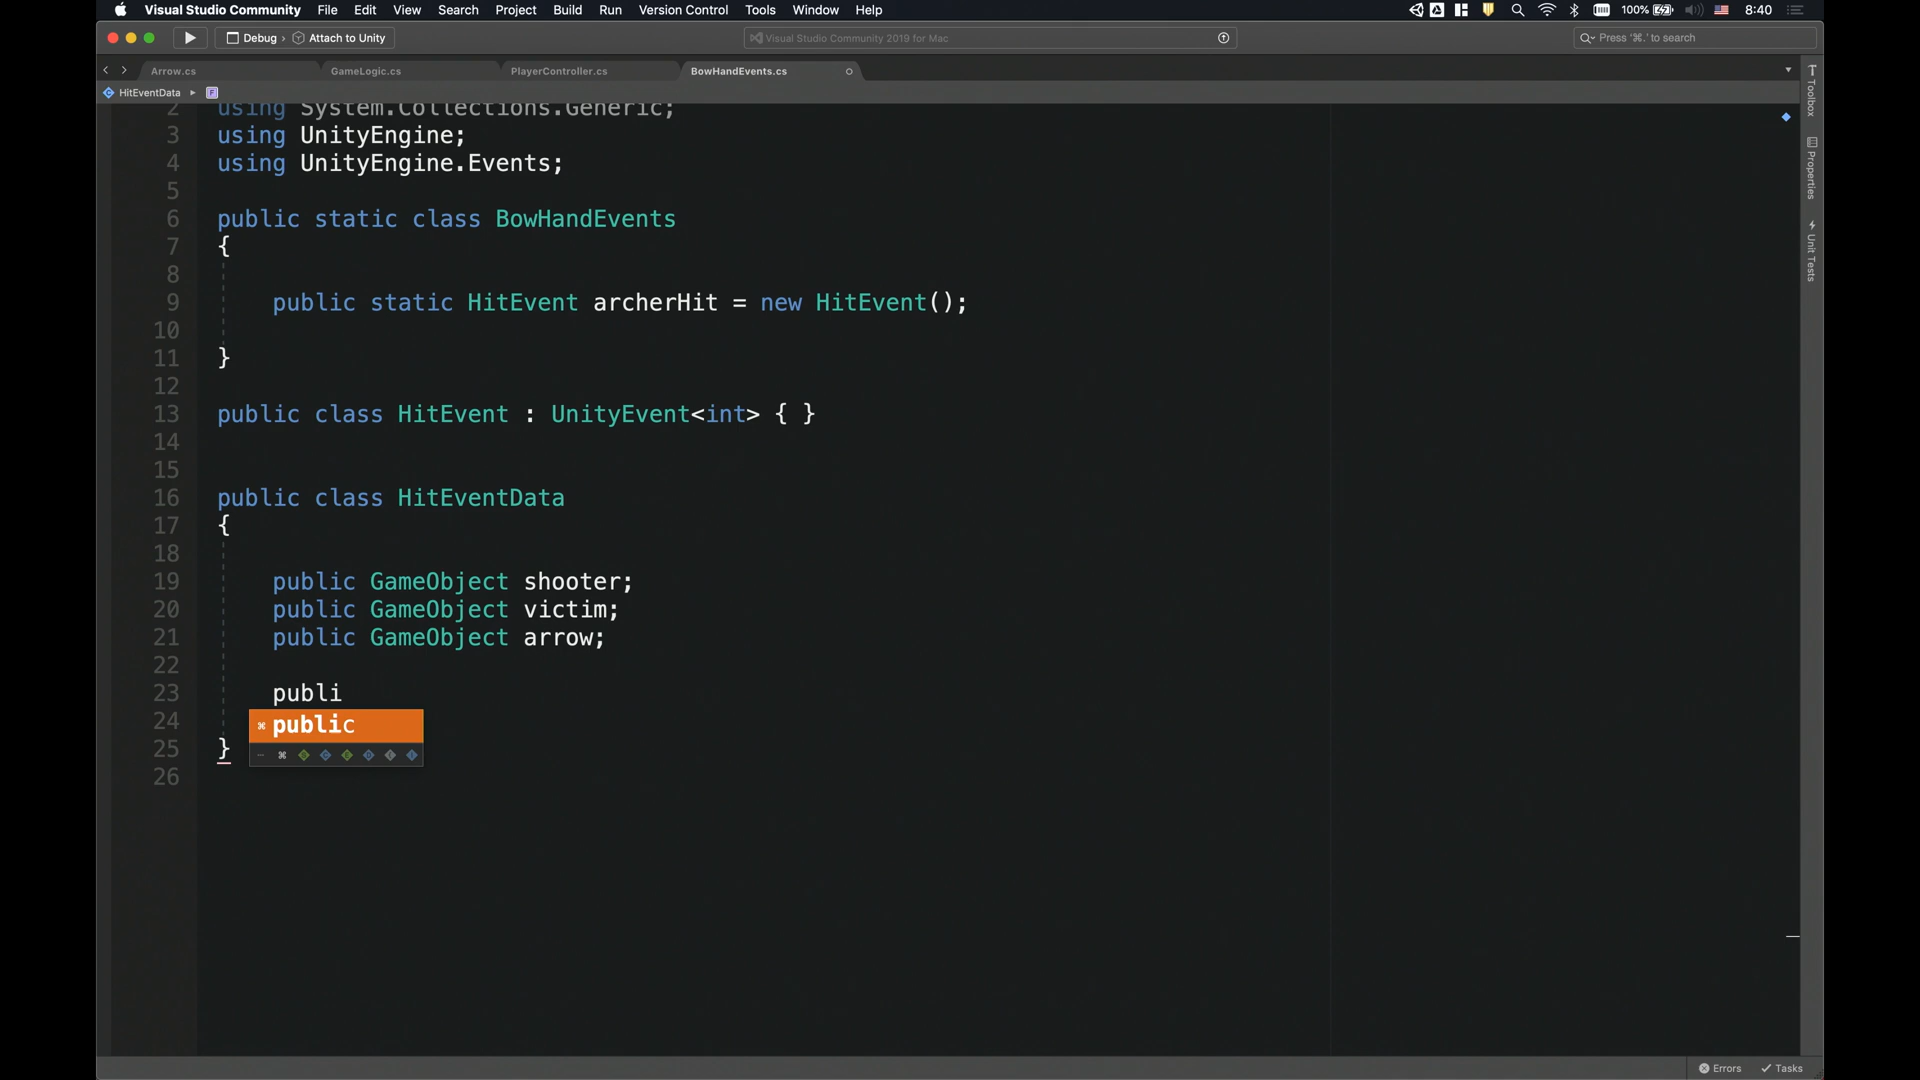 Visual Studio Community File Edit View Search Project Build Run Version Control Tools Window Help 100% 8:40
Debug › Attach to Unity Visual Studio Community 2019 for Mac Press '⌘.' to search
Arrow.cs GameLogic.cs PlayerController.cs BowHandEvents.cs
HitEventData
Toolbox
Properties
Unit Tests
2 using System.Collections.Generic;
3 using UnityEngine;
4 using UnityEngine.Events;
5
6 public static class BowHandEvents
7 {
8
9 public static HitEvent archerHit = new HitEvent();
10
11 }
12
13 public class HitEvent : UnityEvent<int> { }
14
15
16 public class HitEventData
17 {
18
19 public GameObject shooter;
20 public GameObject victim;
21 public GameObject arrow;
22
23 publi
24 public
25 }
26
Errors Tasks